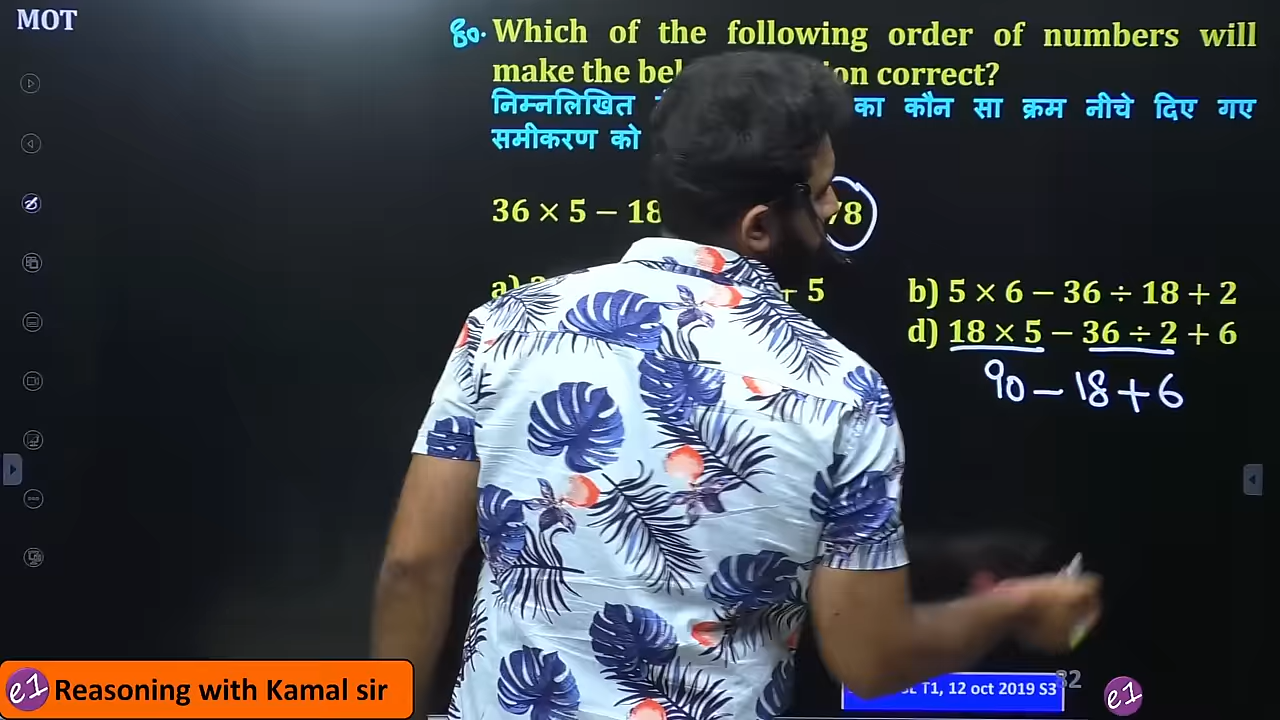 MOT
80. Which of the following order of numbers will
make the correct?
निम्नलिखित का कौन सा क्रम नीचे दिए गए
समीकरण को
36 × 5 − 18 78
a) + 5 b) 5 × 6 − 36 ÷ 18 + 2
d) 18 × 5 − 36 ÷ 2 + 6
90 − 18 + 6
T1, 12 oct 2019 S3
82
e1 Reasoning with Kamal sir
e1